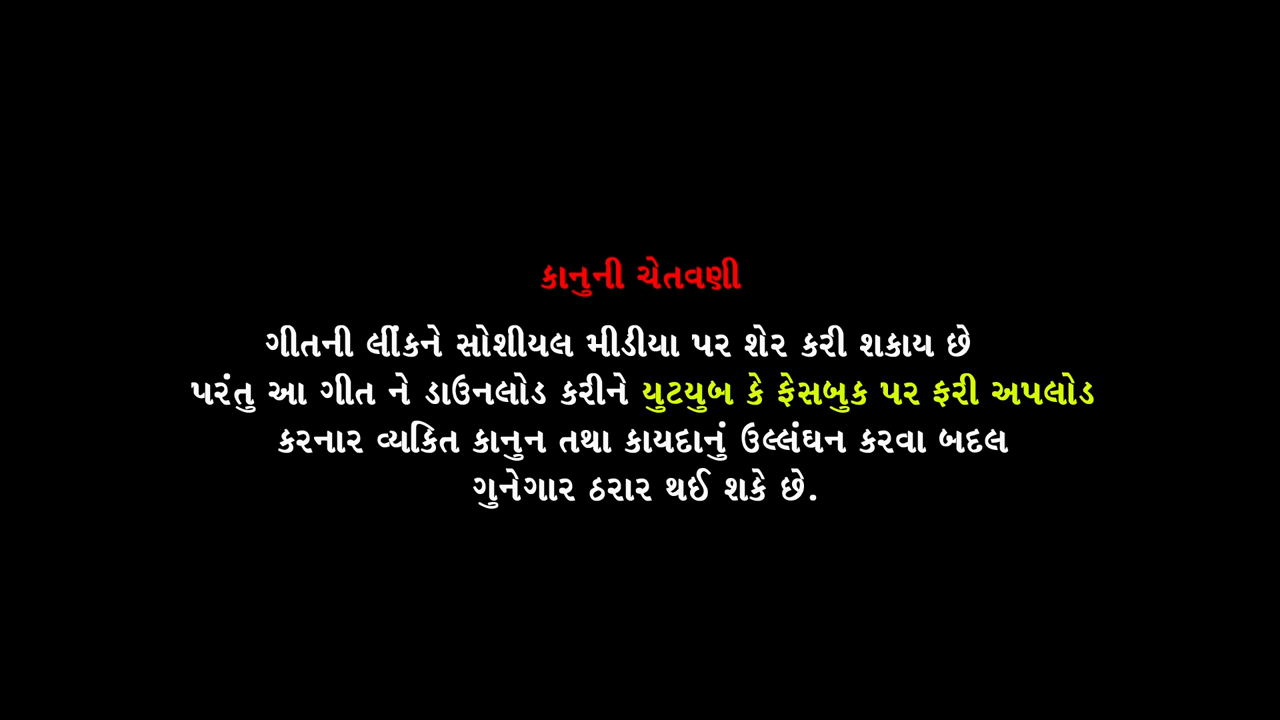 કાનુની ચેતવણી
ગીતની લીંકને સોશીયલ મીડીયા પર શેર કરી શકાય છે
પરંતુ આ ગીત ને ડાઉનલોડ કરીને યુટયુબ કે ફેસબુક પર ફરી અપલોડ
કરનાર વ્યકિત કાનુન તથા કાયદાનું ઉલ્લંઘન કરવા બદલ
ગુનેગાર ઠરાર થઈ શકે છે.